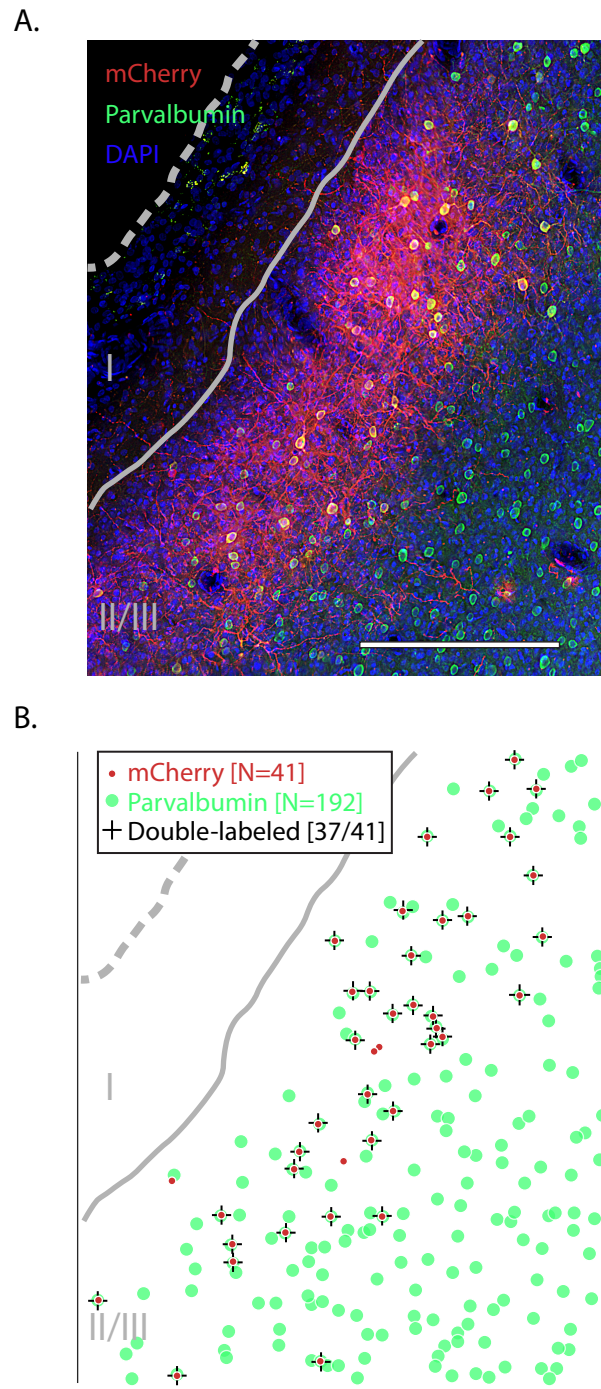 A.
mCherry
Parvalbumin
DAPI
I
II/III
B.
mCherry [N=41]
Parvalbumin [N=192]
Double-labeled [37/41]
I
II/III